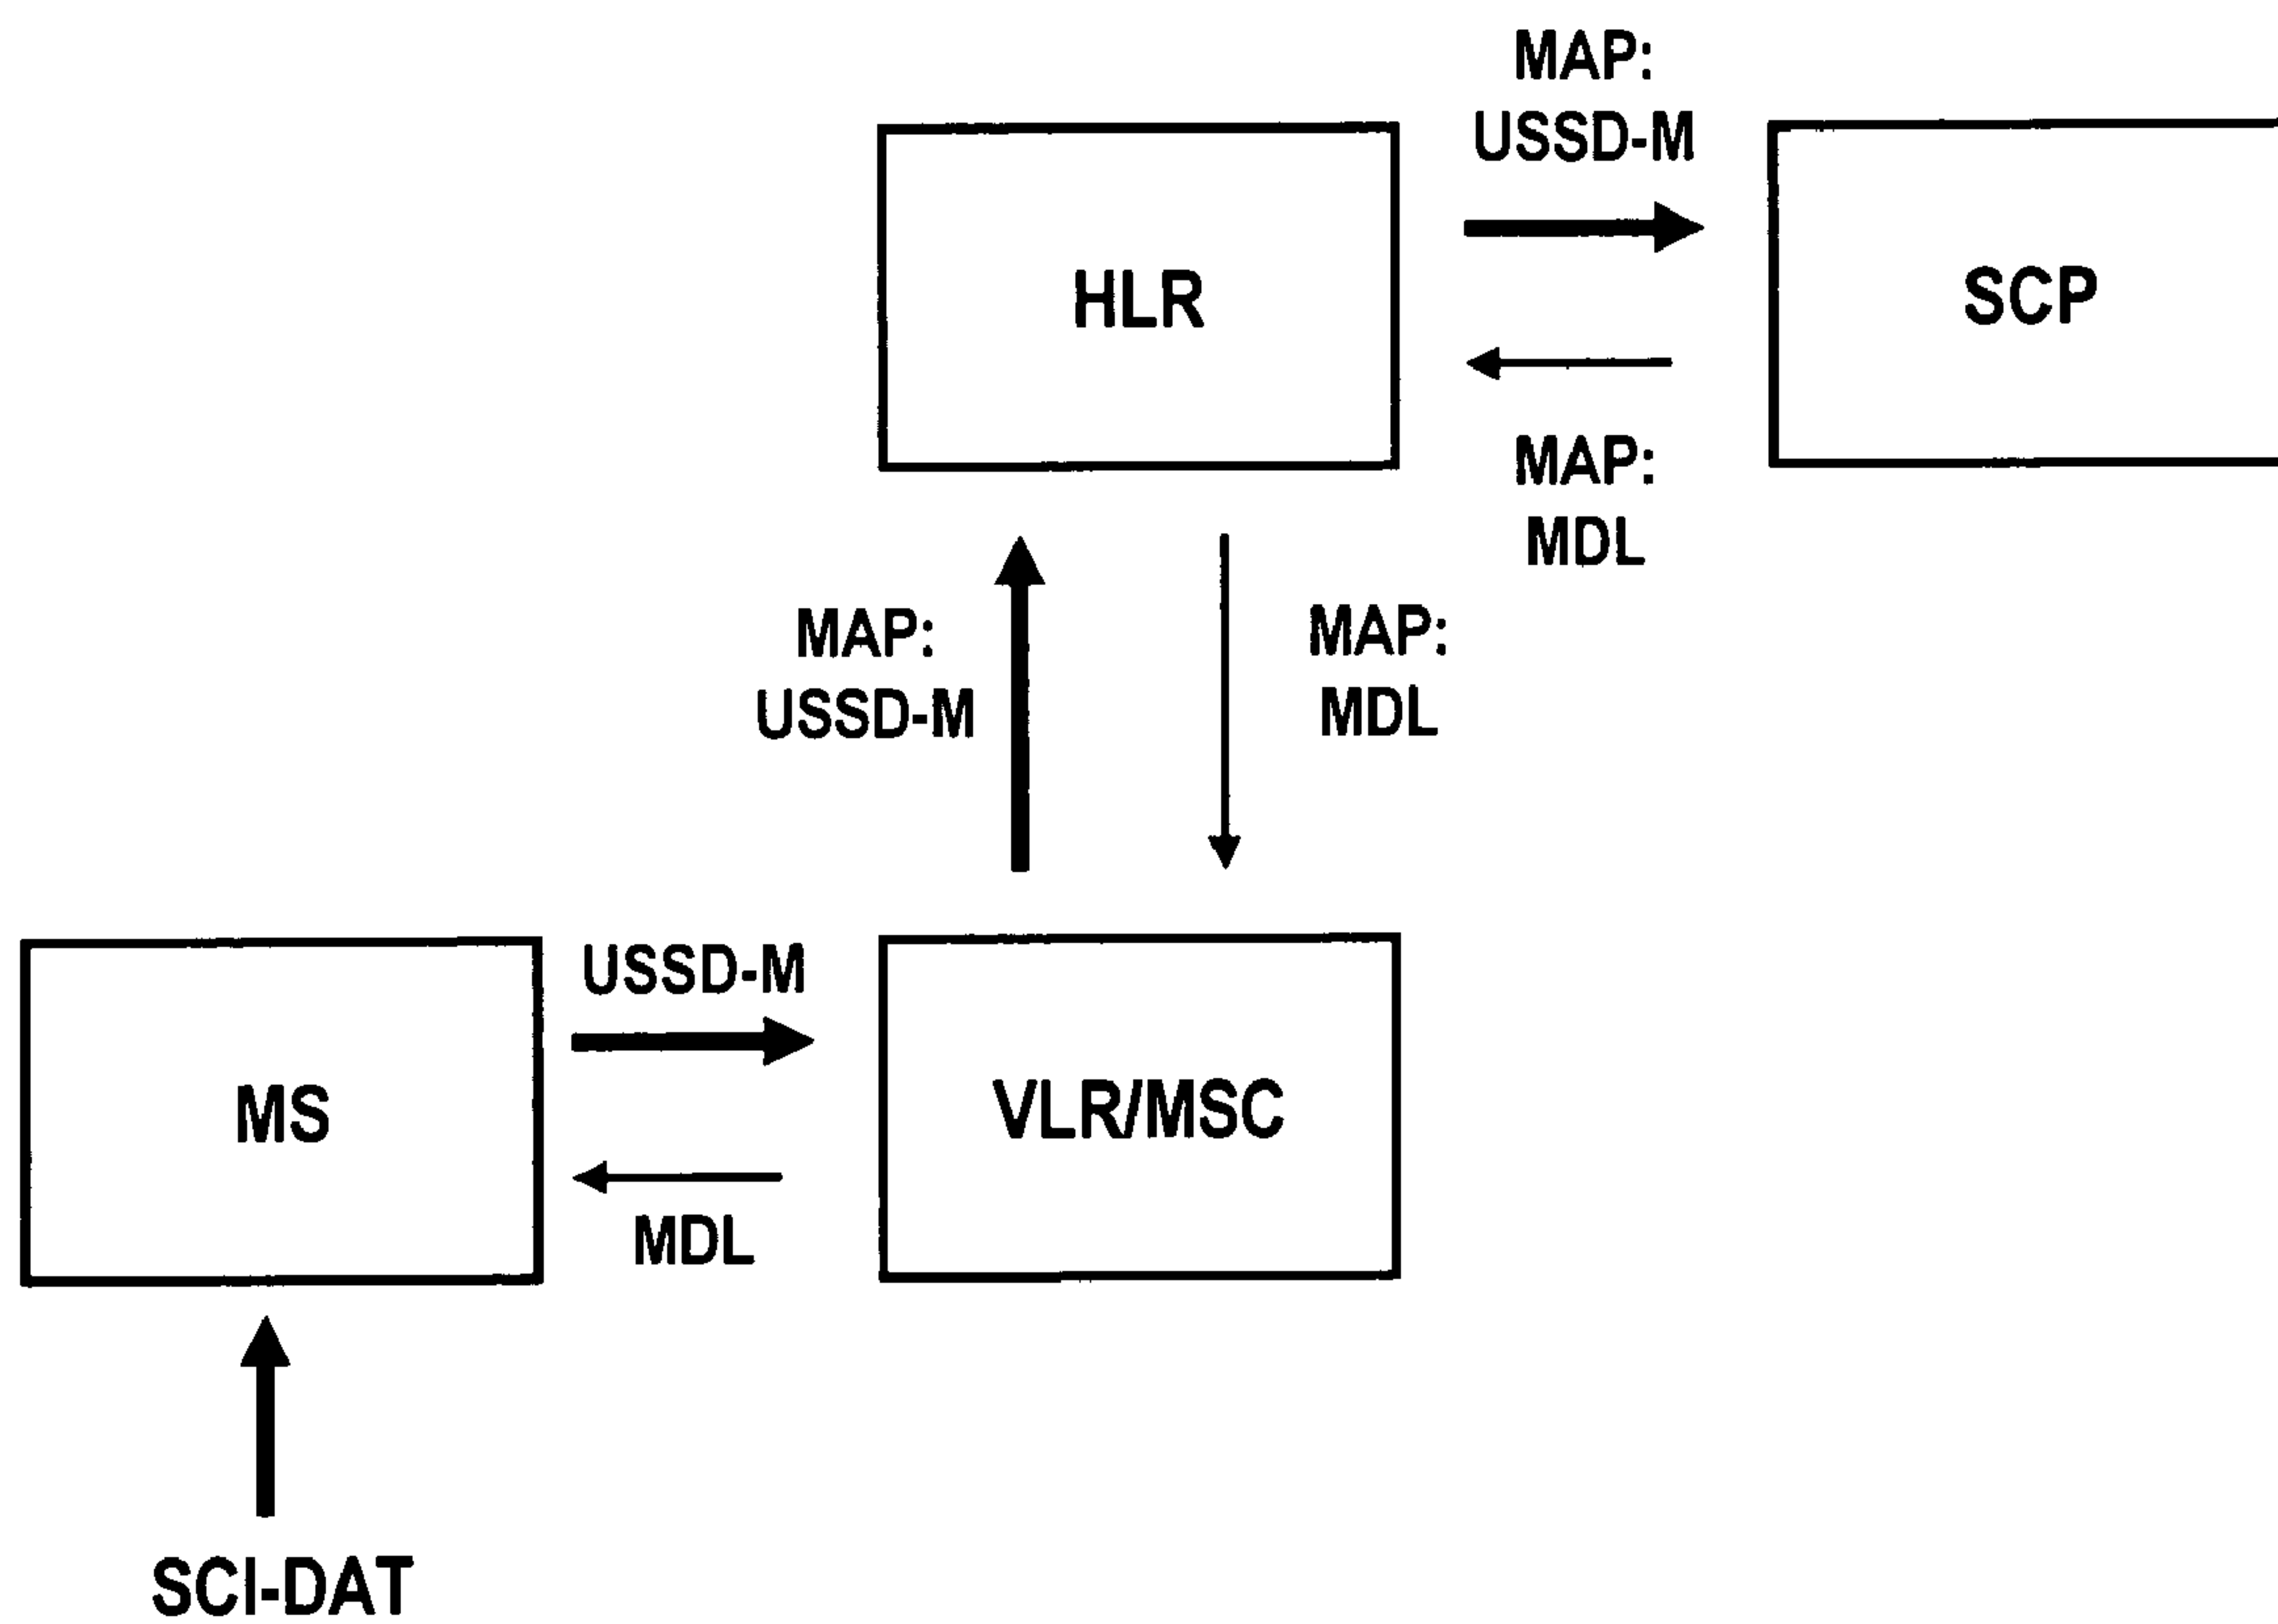 MAP:
USSD-M
HLR
SCP
MAP:
MDL
MAP:
USSD-M
MAP:
MDL
USSD-M
MS
VLR/MSC
MDL
SCI-DAT